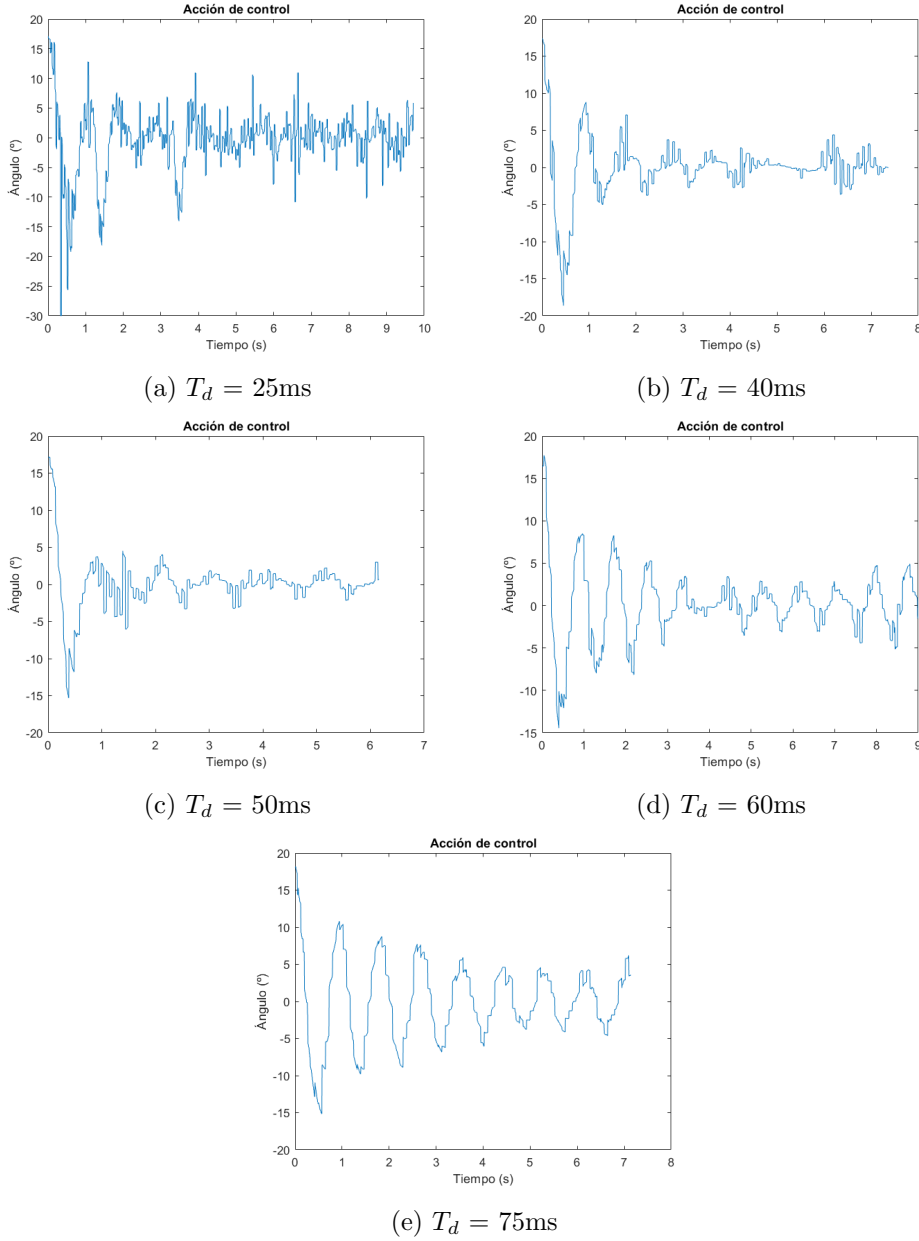 Acción de control
20
15
10
5
0
-5
-10
-15
-20
-25
-30
0 1 2 3 4 5 6 7 8 9 10
Ángulo (º)
Tiempo (s)
(a) T_d = 25ms
Acción de control
20
15
10
5
0
-5
-10
-15
-20
0 1 2 3 4 5 6 7 8
Ángulo (º)
Tiempo (s)
(b) T_d = 40ms
Acción de control
20
15
10
5
0
-5
-10
-15
-20
0 1 2 3 4 5 6 7
Ángulo (º)
Tiempo (s)
(c) T_d = 50ms
Acción de control
20
15
10
5
0
-5
-10
-15
0 1 2 3 4 5 6 7 8 9
Ángulo (º)
Tiempo (s)
(d) T_d = 60ms
Acción de control
20
15
10
5
0
-5
-10
-15
-20
0 1 2 3 4 5 6 7 8
Ángulo (º)
Tiempo (s)
(e) T_d = 75ms